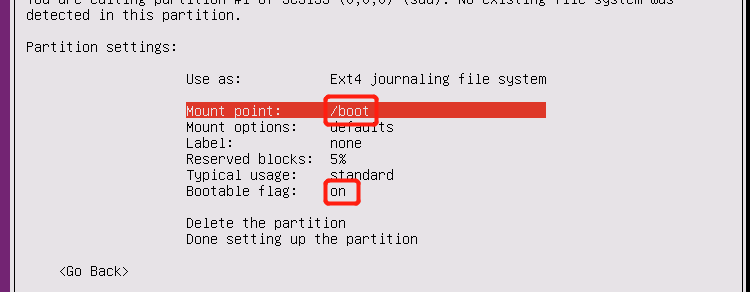 You are editing partition #1 of SCSI33 (0,0,0) (sda). No existing file system was
detected in this partition.
Partition settings:
Use as: Ext4 journaling file system
Mount point: /boot
Mount options: defaults
Label: none
Reserved blocks: 5%
Typical usage: standard
Bootable flag: on
Delete the partition
Done setting up the partition
<Go Back>